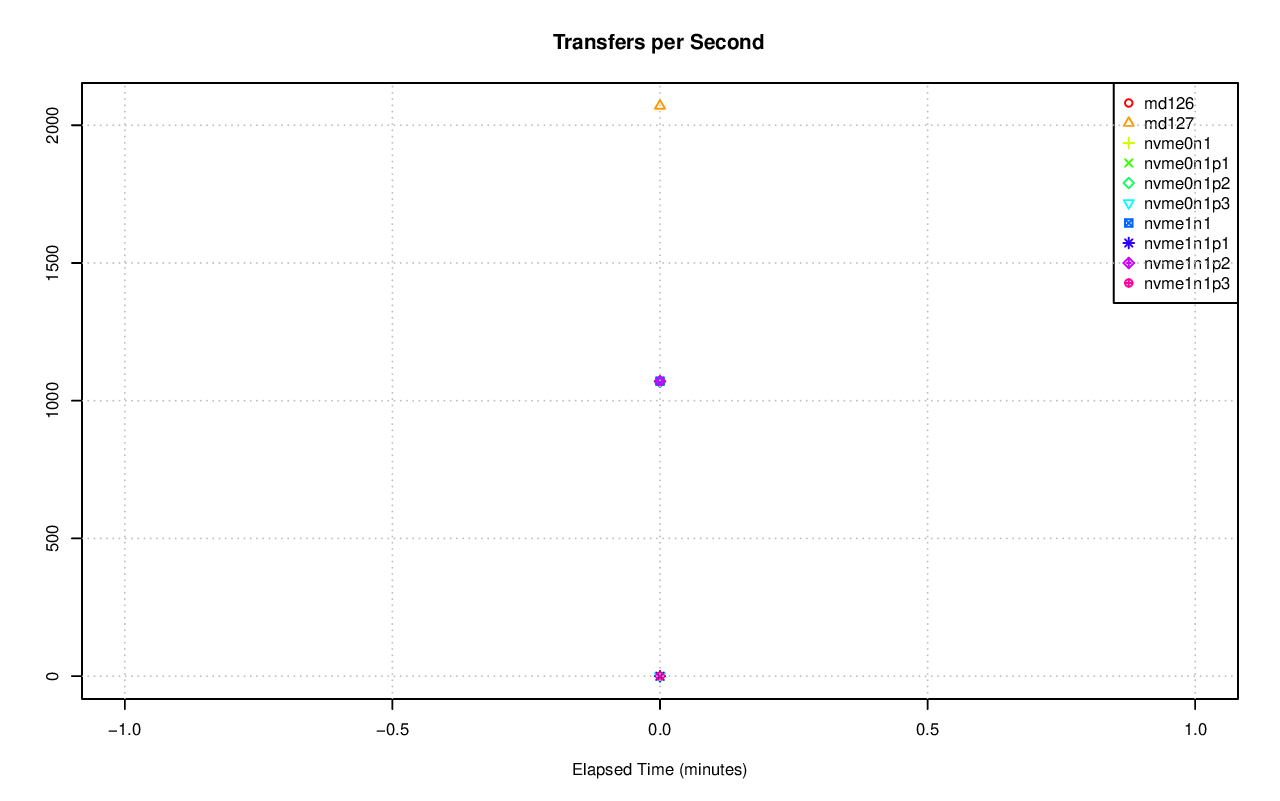 Transfers per Second
2000
1500
1000
500
0
md126
md127
nvme0n1
nvme0n1p1
nvme0n1p2
nvme0n1p3
nvme1n1
nvme1n1p1
nvme1n1p2
nvme1n1p3
−1.0 −0.5 0.0 0.5 1.0
Elapsed Time (minutes)